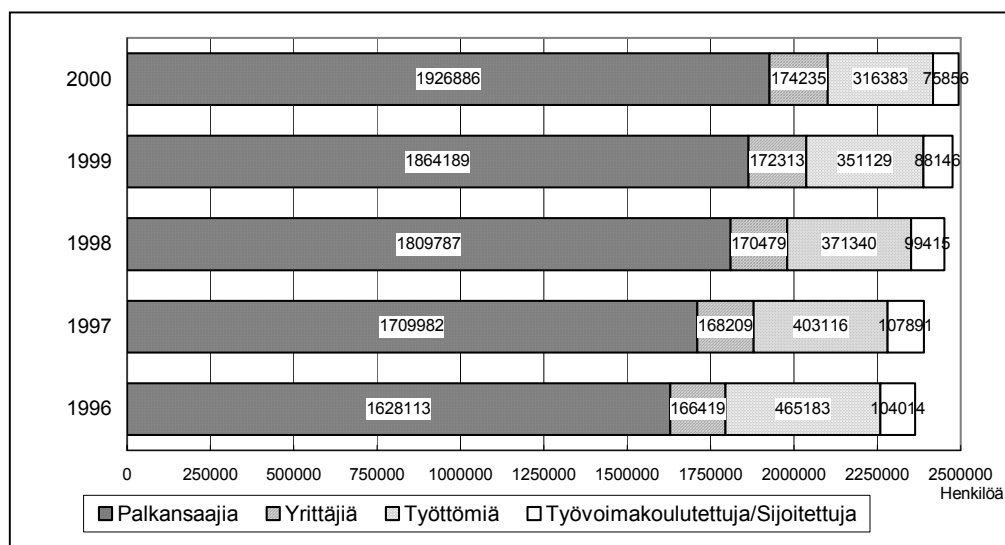 2000 1926886 174235 316383 75856
1999 1864189 172313 351129 88146
1998 1809787 170479 371340 99415
1997 1709982 168209 403116 107891
1996 1628113 166419 465183 104014
0 250000 500000 750000 1000000 1250000 1500000 1750000 2000000 2250000 2500000
Henkilöä
Palkansaajia Yrittäjiä Työttömiä Työvoimakoulutettuja/Sijoitettuja